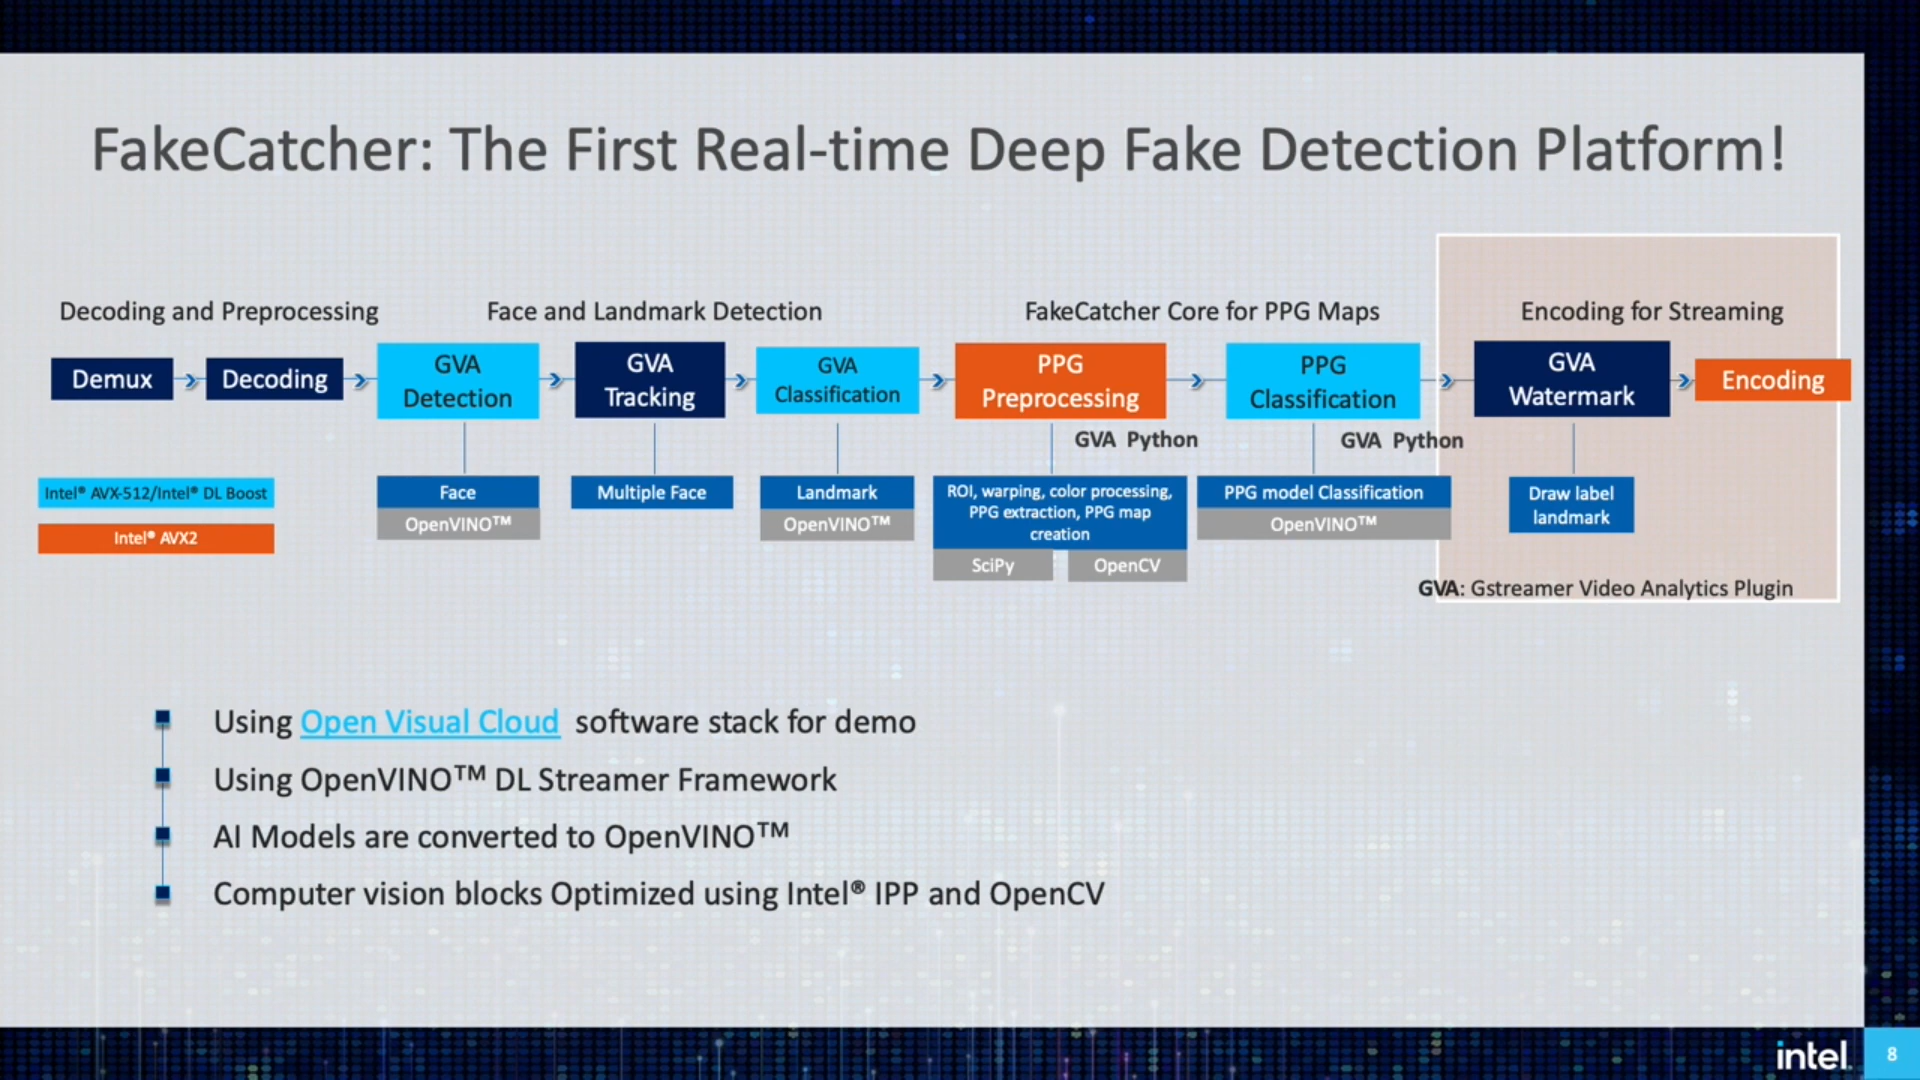 FakeCatcher: The First Real-time Deep Fake Detection Platform!
Decoding and Preprocessing
Face and Landmark Detection
FakeCatcher Core for PPG Maps
Encoding for Streaming
Demux
Decoding
GVA
Detection
GVA
Tracking
GVA
Classification
PPG
Preprocessing
PPG
Classification
GVA
Watermark
Encoding
GVA Python
GVA Python
Intel® AVX-512/Intel® DL Boost
Intel® AVX2
Face
OpenVINO™
Multiple Face
Landmark
OpenVINO™
ROI, warping, color processing,
PPG extraction, PPG map
creation
SciPy
OpenCV
PPG model Classification
OpenVINO™
Draw label
landmark
GVA: Gstreamer Video Analytics Plugin
Using Open Visual Cloud software stack for demo
Using OpenVINO™ DL Streamer Framework
AI Models are converted to OpenVINO™
Computer vision blocks Optimized using Intel® IPP and OpenCV
intel.
8